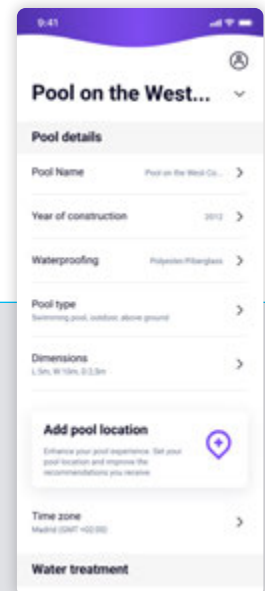 9:41
Pool on the West...
Pool details
Pool Name Pool on the West Co...
Year of construction 2012
Waterproofing Polyester/Fiberglass
Pool type
Swimming pool, outdoor, above ground
Dimensions
L:5m, W:10m, D:2,5m
Add pool location
Enhance your pool experience. Set your
pool location and improve the
recommendations you receive.
Time zone
Madrid (GMT +02:00)
Water treatment